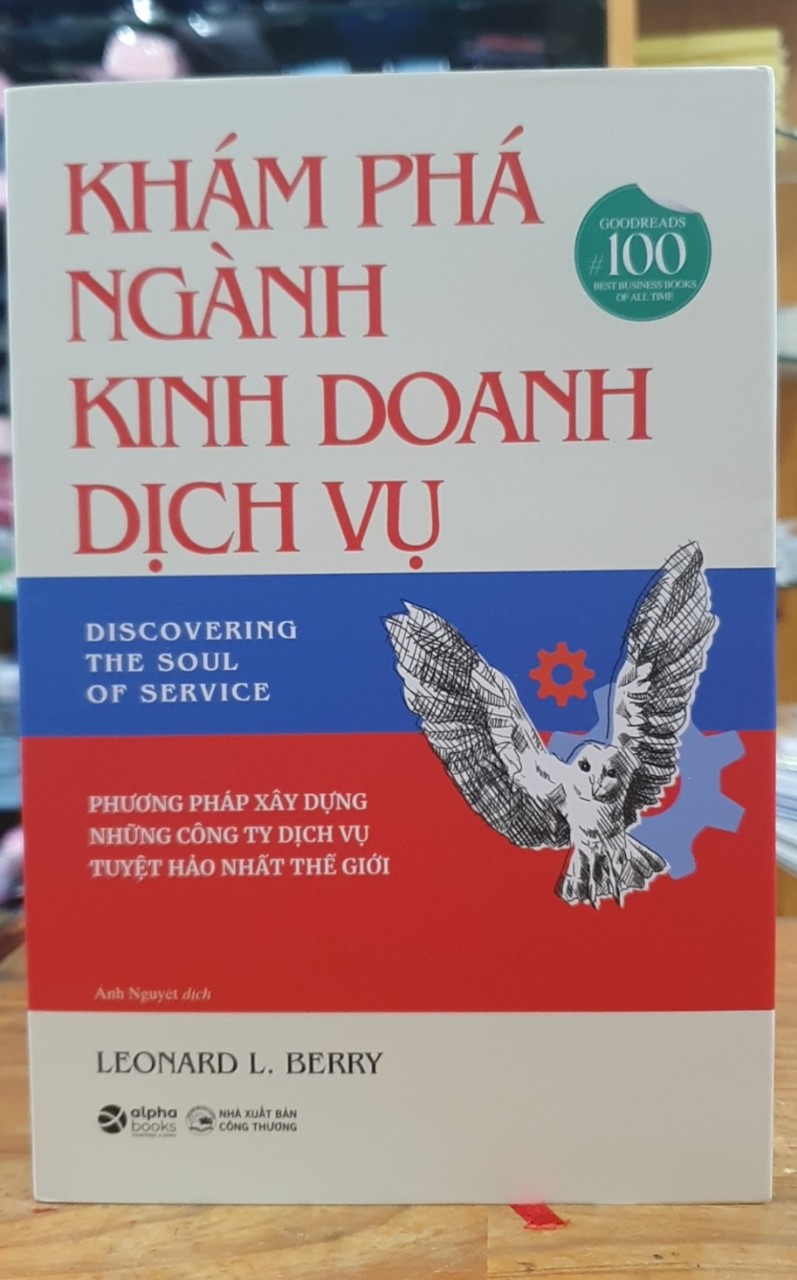 KHÁM PHÁ
NGÀNH
KINH DOANH
DỊCH VỤ
GOODREADS
#100
BEST BUSINESS BOOKS
OF ALL TIME
DISCOVERING
THE SOUL
OF SERVICE
PHƯƠNG PHÁP XÂY DỰNG
NHỮNG CÔNG TY DỊCH VỤ
TUYỆT HẢO NHẤT THẾ GIỚI
Ánh Nguyệt dịch
LEONARD L. BERRY
alpha
books
NHÀ XUẤT BẢN
CÔNG THƯƠNG